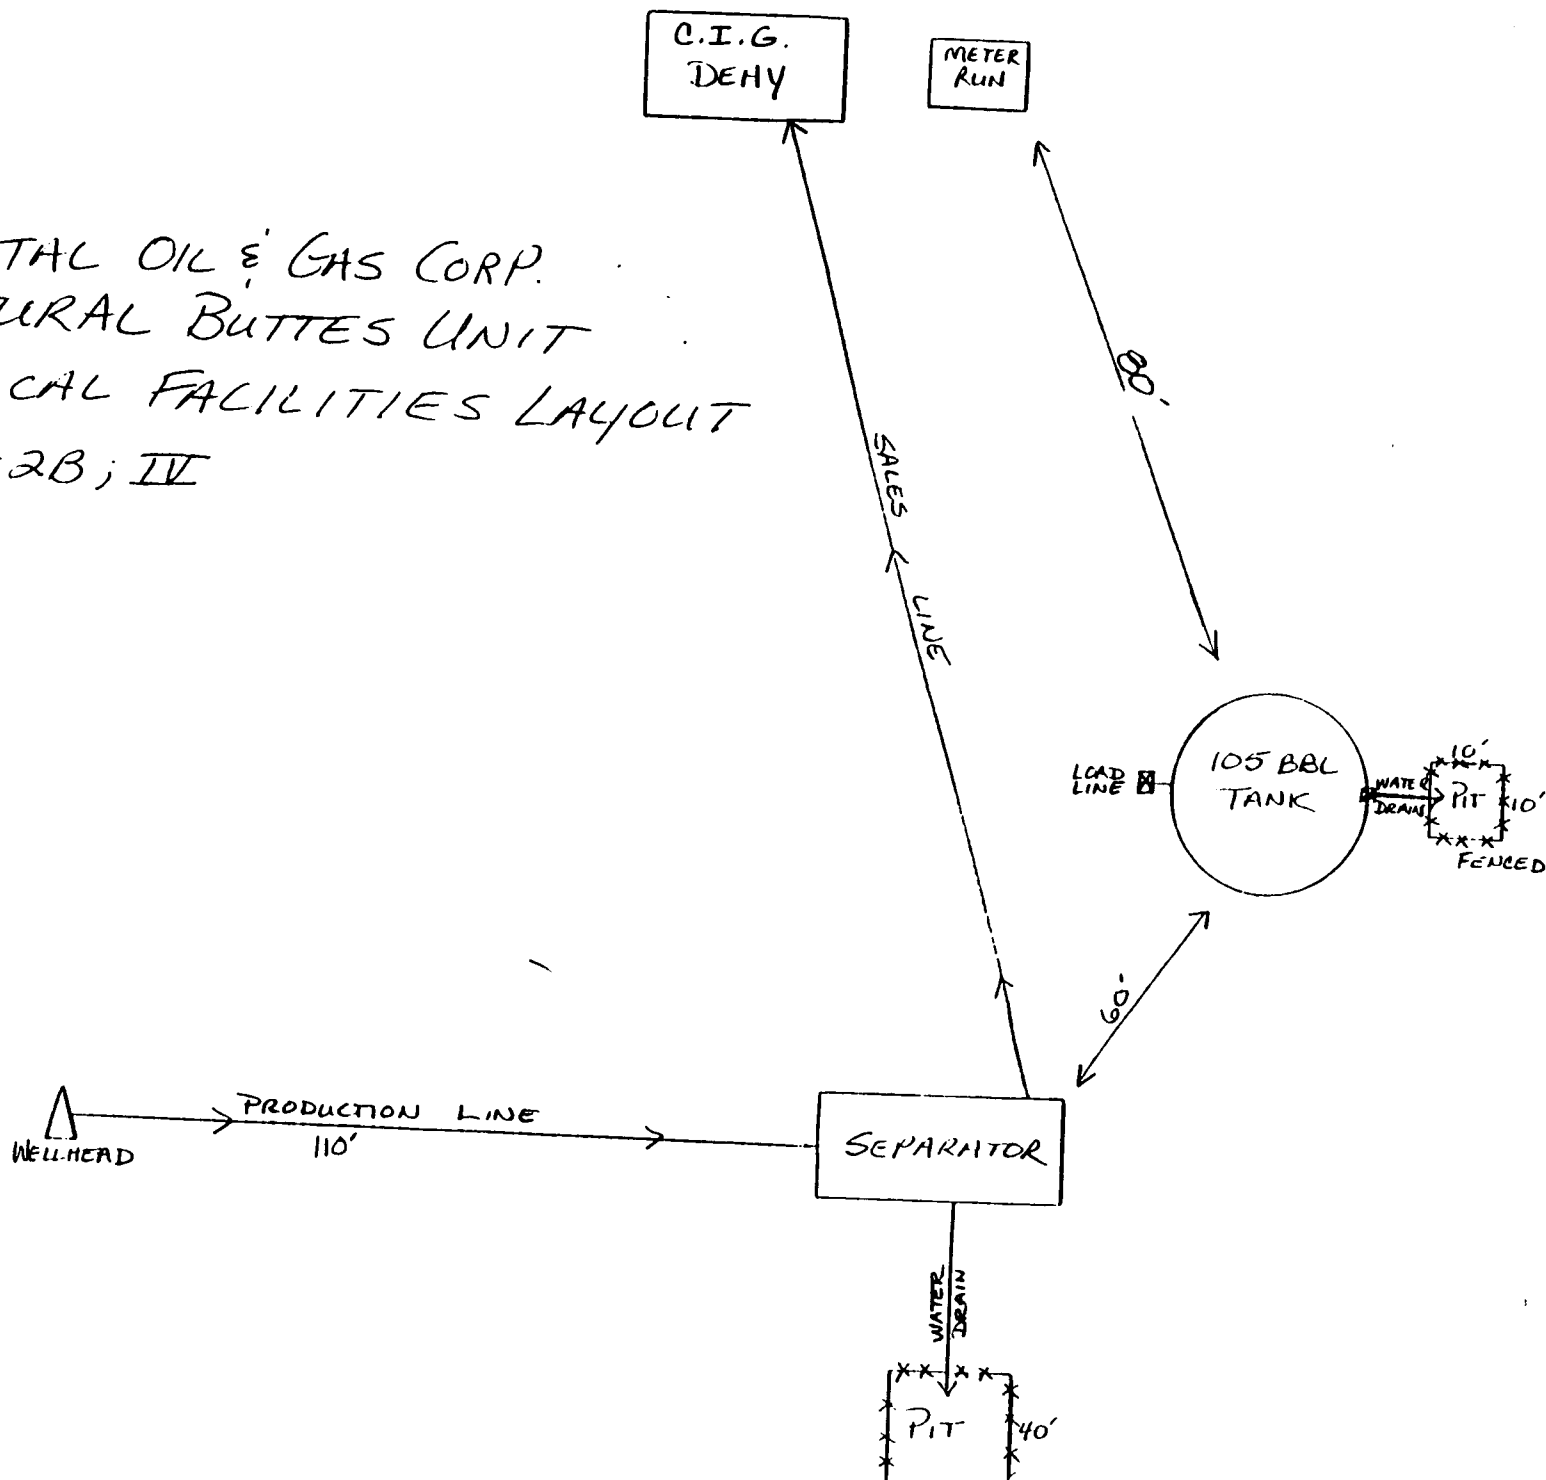 C.I.G.
DEHY
METER
RUN
TAL OIL & GAS CORP.
URAL BUTTES UNIT
CAL FACILITIES LAYOUT
2B; IV
80'
SALES
LINE
LOAD
LINE
105 BBL
TANK
WATER
DRAIN
10'
PIT
10'
FENCED
60'
WELLHEAD
PRODUCTION LINE
110'
SEPARATOR
WATER
DRAIN
PIT
40'